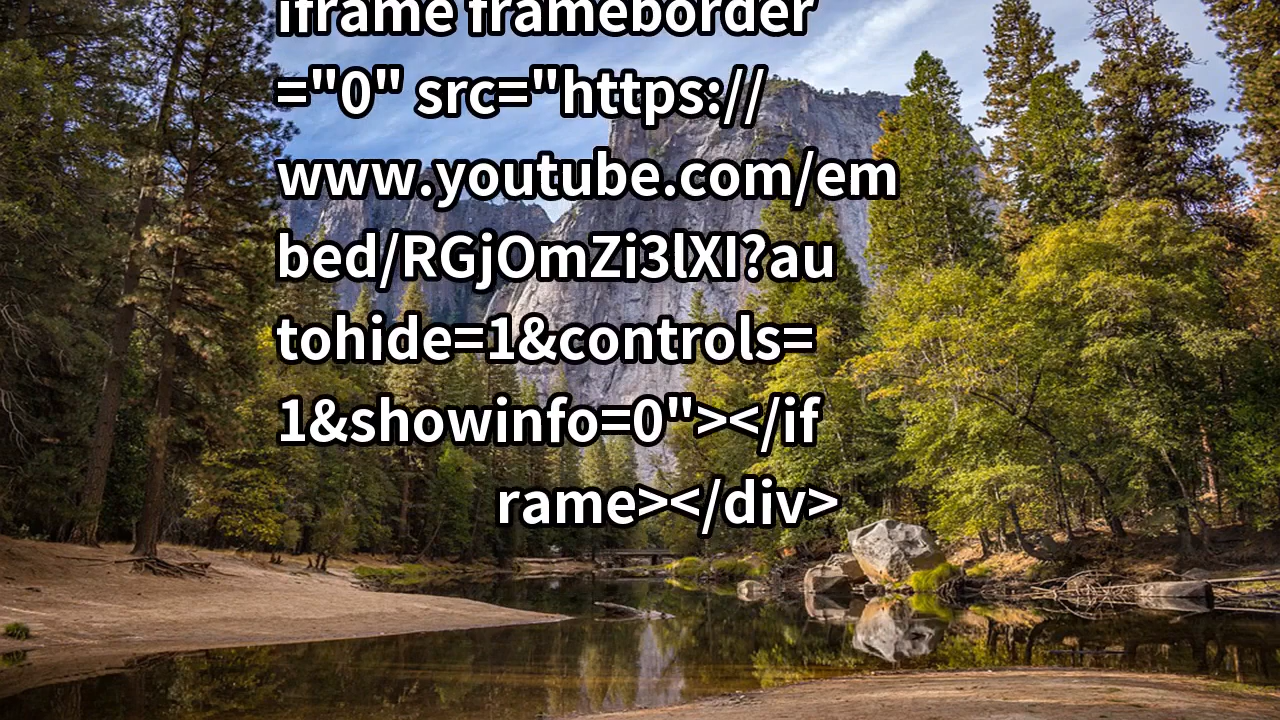 iframe frameborder
="0" src="https://
www.youtube.com/em
bed/RGjOmZi3lXI?au
tohide=1&controls=
1&showinfo=0"></if
rame></div>